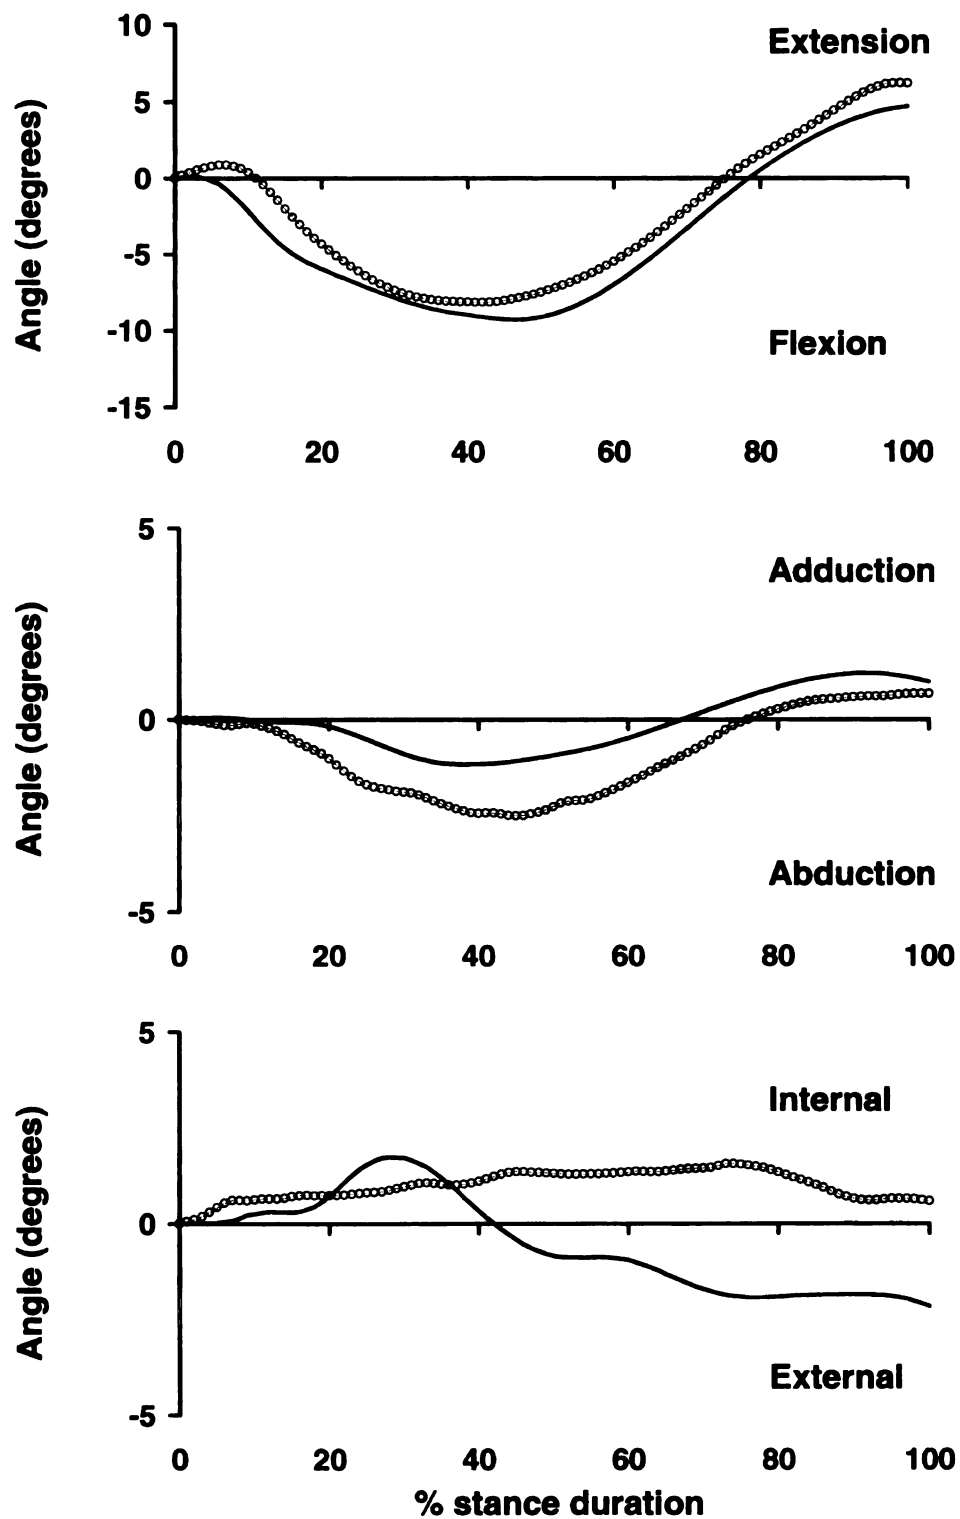 10
Extension
5
0
-5
-10
Flexion
-15
Angle (degrees)
0 20 40 60 80 100
5
Adduction
0
Abduction
-5
Angle (degrees)
0 20 40 60 80 100
5
Internal
0
External
-5
Angle (degrees)
0 20 40 60 80 100
% stance duration